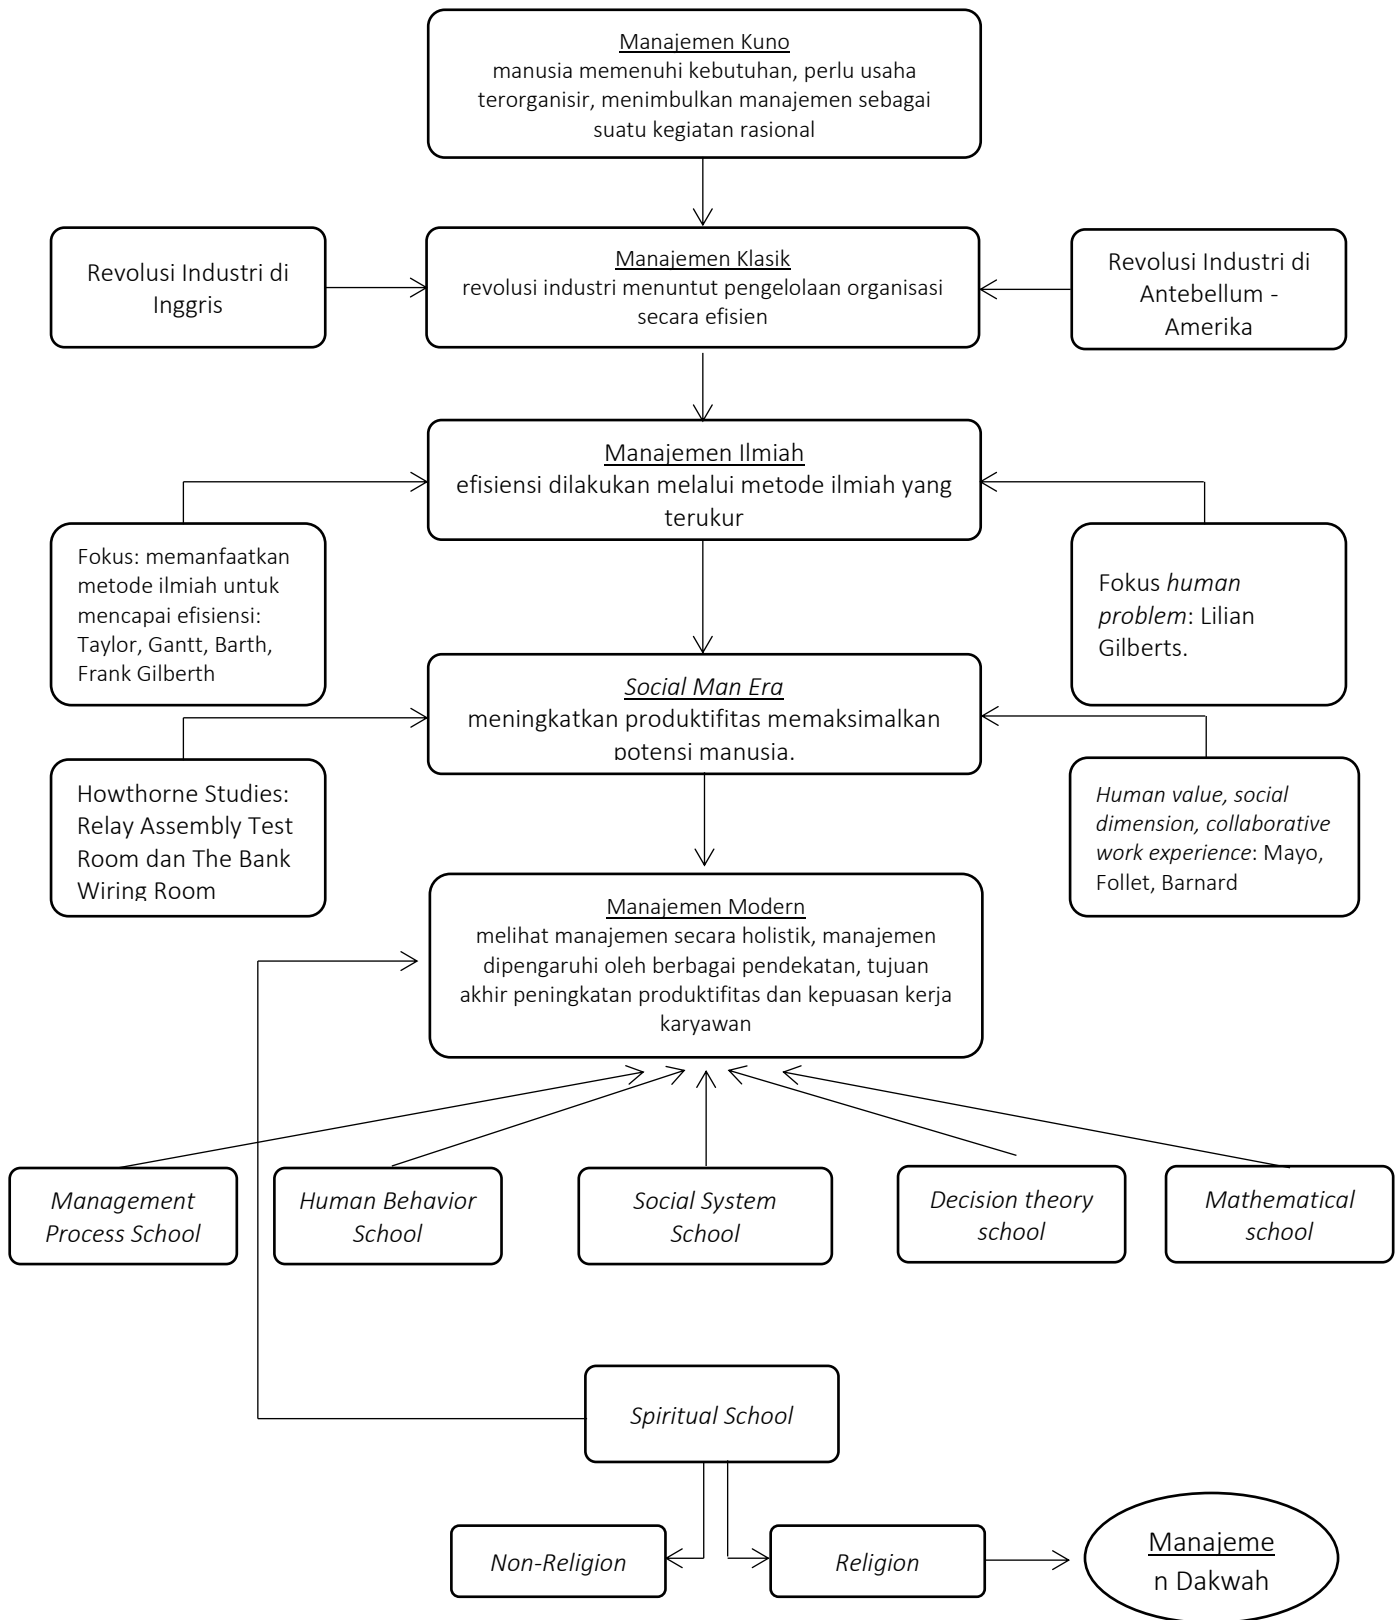 Manajemen Kuno
manusia memenuhi kebutuhan, perlu usaha
terorganisir, menimbulkan manajemen sebagai
suatu kegiatan rasional
Revolusi Industri di
Inggris
Manajemen Klasik
revolusi industri menuntut pengelolaan organisasi
secara efisien
Revolusi Industri di
Antebellum -
Amerika
Manajemen Ilmiah
efisiensi dilakukan melalui metode ilmiah yang
terukur
Fokus: memanfaatkan
metode ilmiah untuk
mencapai efisiensi:
Taylor, Gantt, Barth,
Frank Gilberth
Fokus human
problem: Lilian
Gilberts.
Social Man Era
meningkatkan produktifitas memaksimalkan
potensi manusia.
Howthorne Studies:
Relay Assembly Test
Room dan The Bank
Wiring Room
Human value, social
dimension, collaborative
work experience: Mayo,
Follet, Barnard
Manajemen Modern
melihat manajemen secara holistik, manajemen
dipengaruhi oleh berbagai pendekatan, tujuan
akhir peningkatan produktifitas dan kepuasan kerja
karyawan
Management
Process School
Human Behavior
School
Social System
School
Decision theory
school
Mathematical
school
Spiritual School
Non-Religion
Religion
Manajeme
n Dakwah